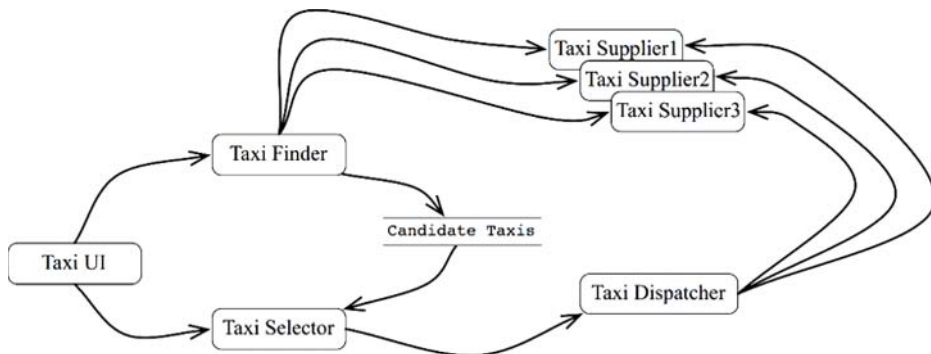 Taxi Supplier1
Taxi Supplier2
Taxi Supplier3
Taxi Finder
Candidate Taxis
Taxi UI
Taxi Dispatcher
Taxi Selector